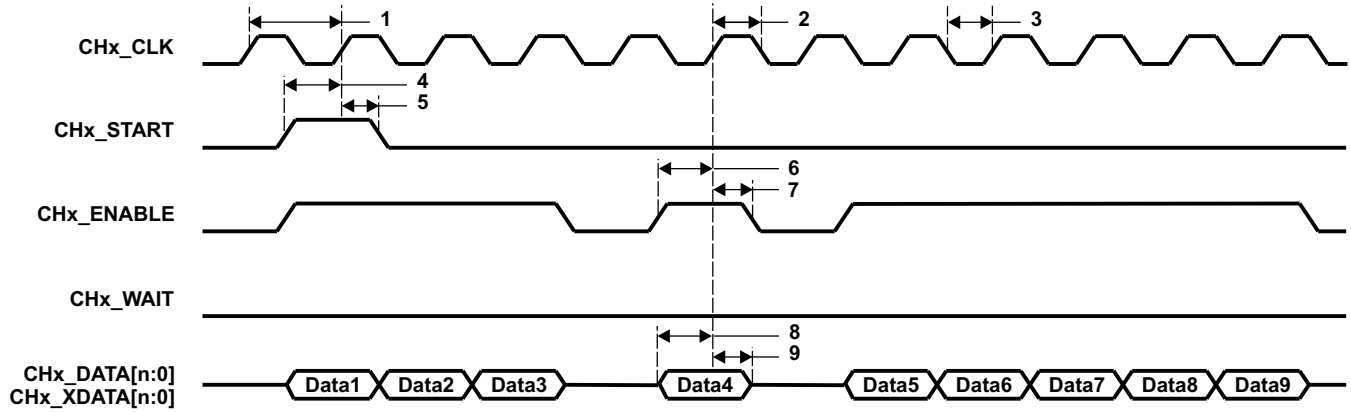 1 2 3
CHx_CLK
4
5
CHx_START
6
7
CHx_ENABLE
CHx_WAIT
8
9
CHx_DATA[n:0]
CHx_XDATA[n:0]
Data1 Data2 Data3 Data4 Data5 Data6 Data7 Data8 Data9